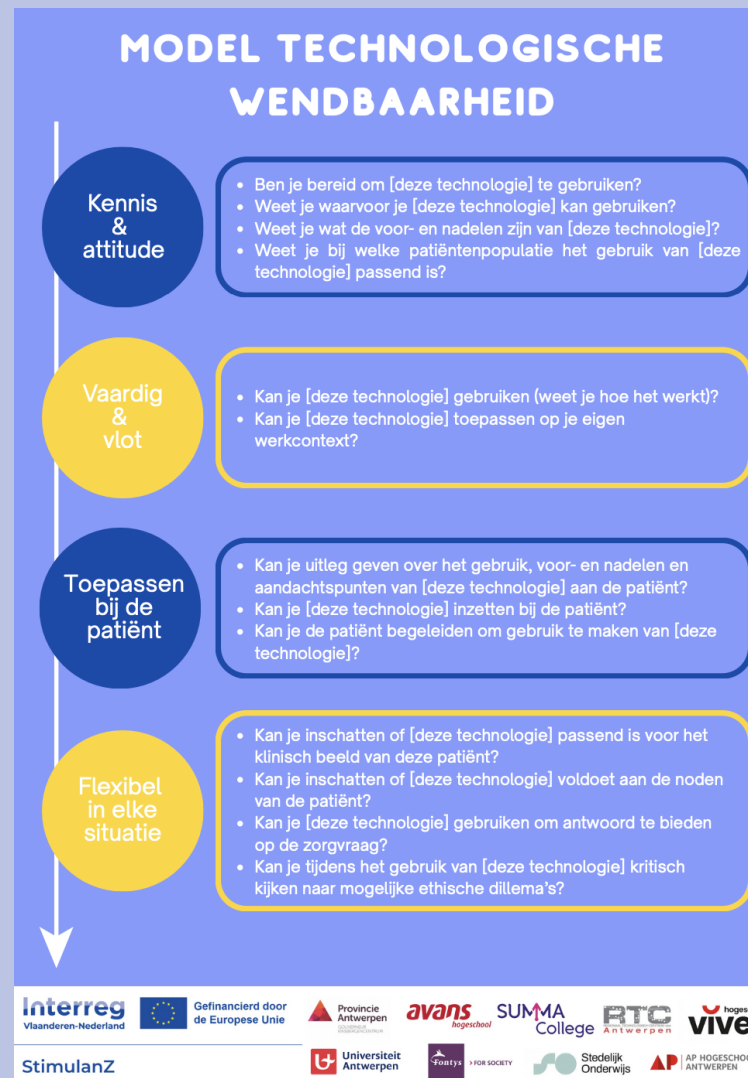 MODEL TECHNOLOGISCHE
WENDBAARHEID
Kennis
&
attitude
• Ben je bereid om [deze technologie] te gebruiken?
• Weet je waarvoor je [deze technologie] kan gebruiken?
• Weet je wat de voor- en nadelen zijn van [deze technologie]?
• Weet je bij welke patiëntenpopulatie het gebruik van [deze
technologie] passend is?
Vaardig
&
vlot
• Kan je [deze technologie] gebruiken (weet je hoe het werkt)?
• Kan je [deze technologie] toepassen op je eigen
werkcontext?
Toepassen
bij de
patiënt
• Kan je uitleg geven over het gebruik, voor- en nadelen en
aandachtspunten van [deze technologie] aan de patiënt?
• Kan je [deze technologie] inzetten bij de patiënt?
• Kan je de patiënt begeleiden om gebruik te maken van [deze
technologie]?
Flexibel
in elke
situatie
• Kan je inschatten of [deze technologie] passend is voor het
klinisch beeld van deze patiënt?
• Kan je inschatten of [deze technologie] voldoet aan de noden
van de patiënt?
• Kan je [deze technologie] gebruiken om antwoord te bieden
op de zorgvraag?
• Kan je tijdens het gebruik van [deze technologie] kritisch
kijken naar mogelijke ethische dillema's?
Interreg
Vlaanderen-Nederland
Gefinancierd door
de Europese Unie
Provincie
Antwerpen
avans
hogeschool
SUMMA
College
RTC
Antwerpen
hoges
vive
StimulanZ
Universiteit
Antwerpen
Fontys > FOR SOCIETY
Stedelijk
Onderwijs
AP | AP HOGESCHO
ANTWERPEN